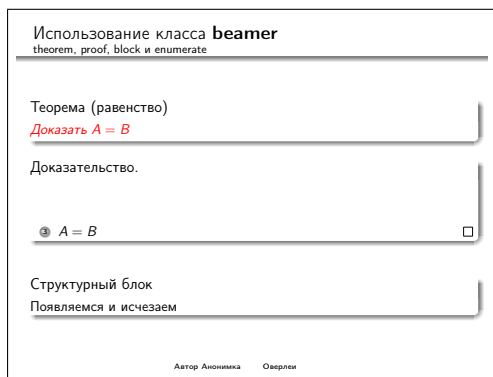 Использование класса beamer
theorem, proof, block и enumerate
Теорема (равенство)
Доказать A = B
Доказательство.
3 A = B □
Структурный блок
Появляемся и исчезаем
Автор Анонимка Оверлеи